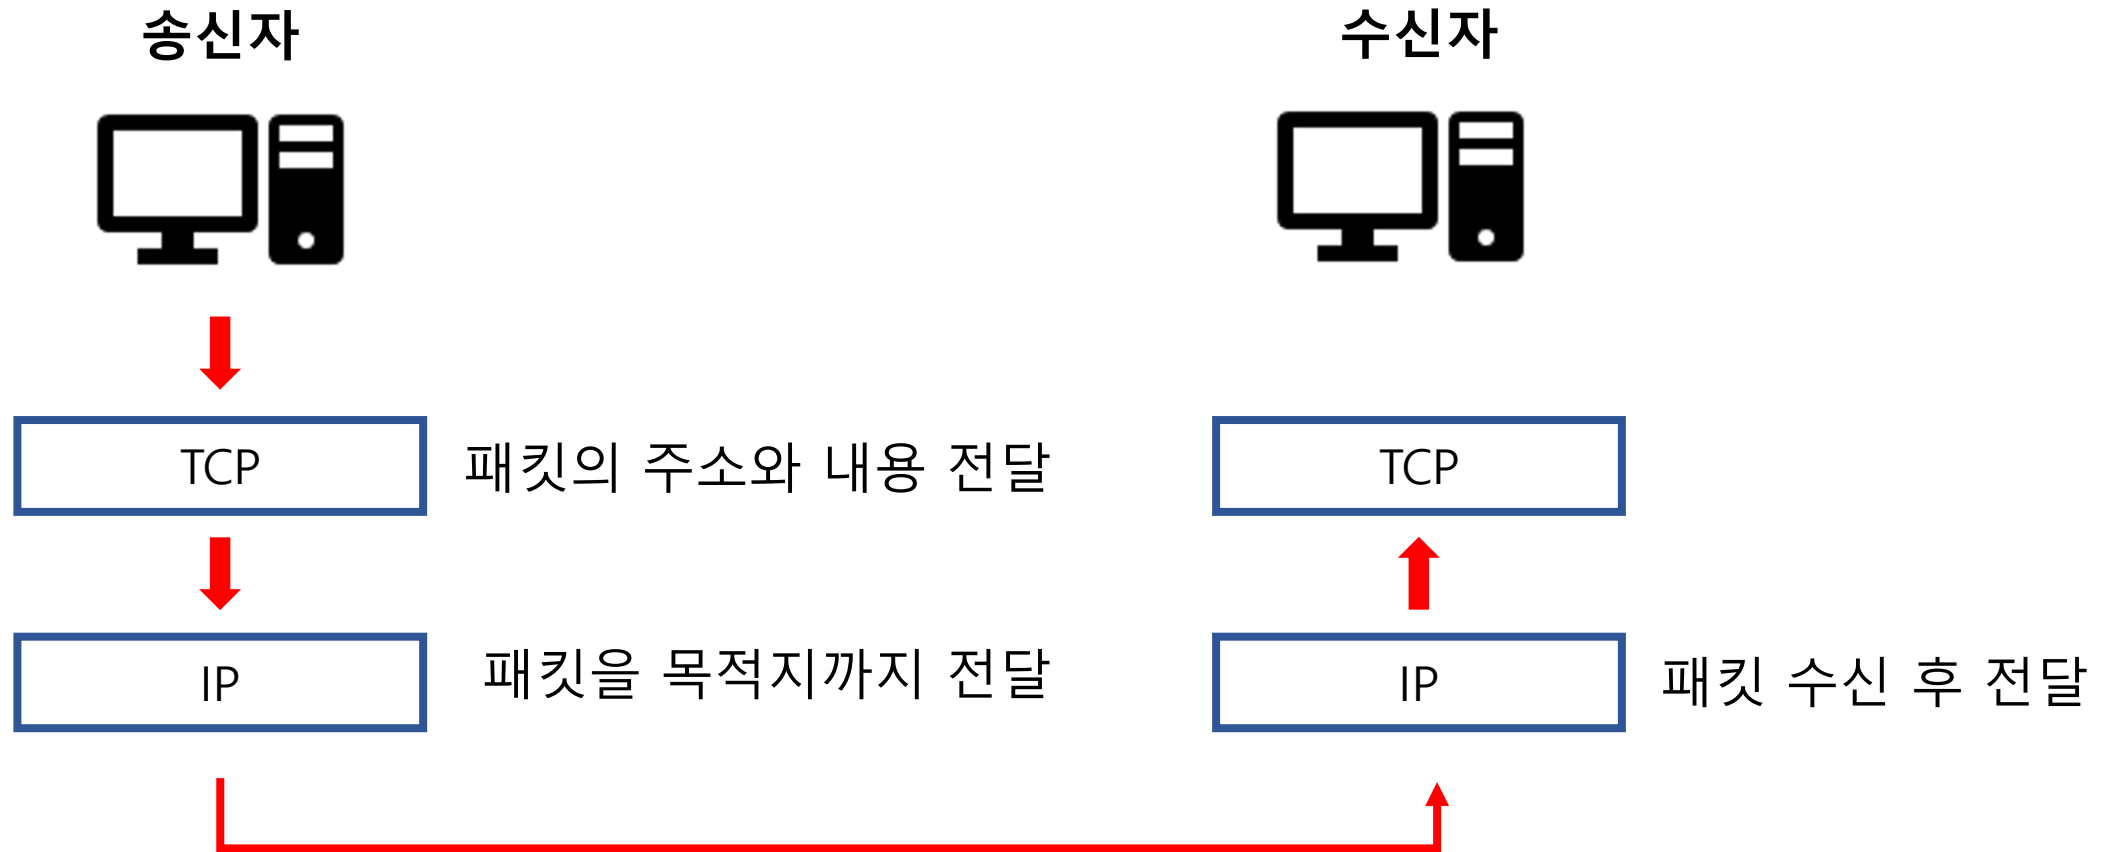 송신자
수신자
TCP
패킷의 주소와 내용 전달
TCP
IP
패킷을 목적지까지 전달
IP
패킷 수신 후 전달